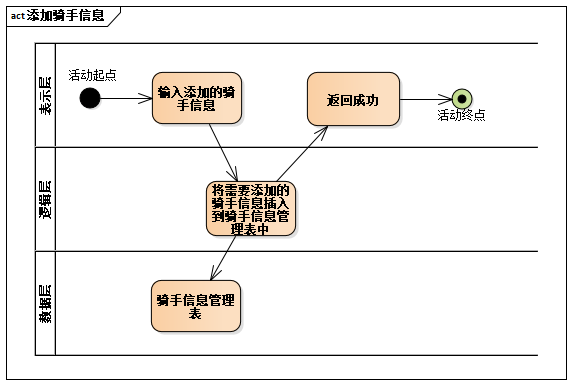 act 添加骑手信息
表示层
活动起点
输入添加的骑
手信息
返回成功
活动终点
逻辑层
将需要添加的
骑手信息插入
到骑手信息管
理表中
数据层
骑手信息管理
表